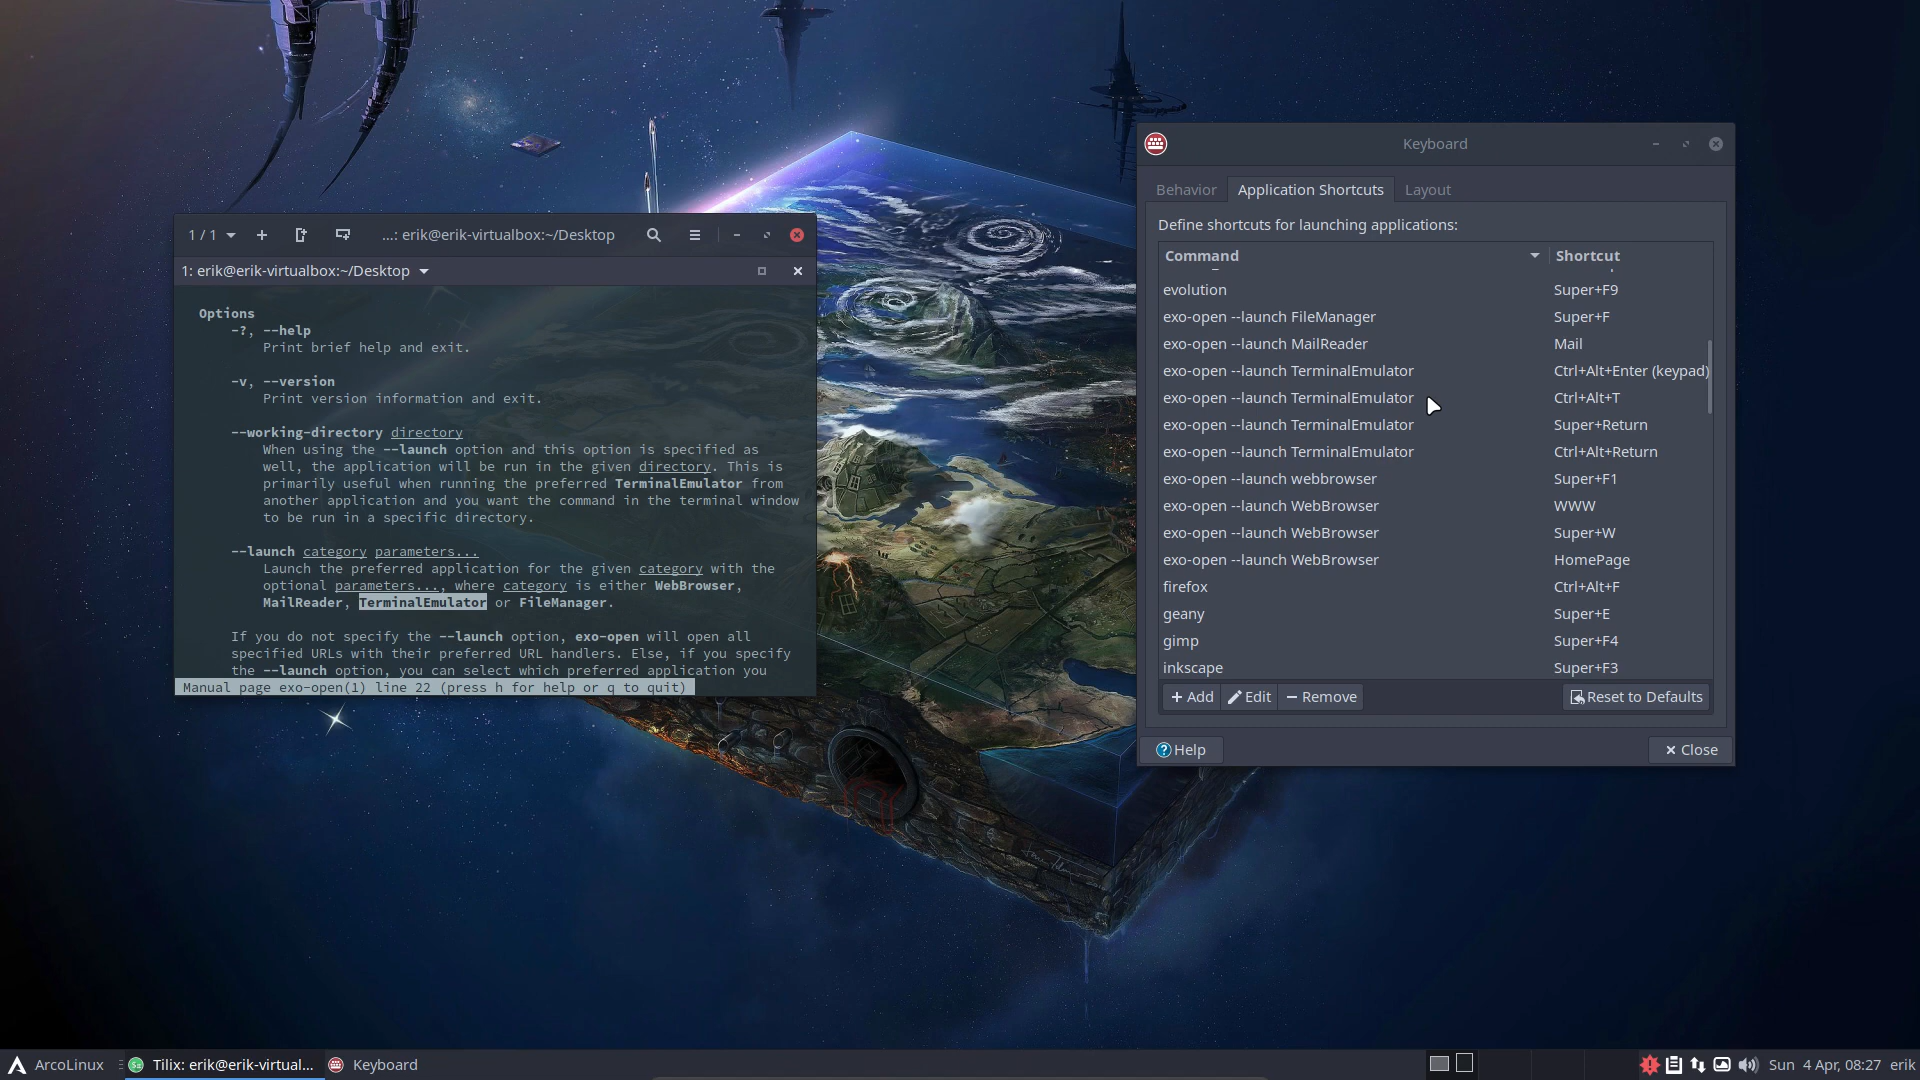 Keyboard
Behavior
Application Shortcuts
Layout
Define shortcuts for launching applications:
Command Shortcut
evolution Super+F9
exo-open --launch FileManager Super+F
exo-open --launch MailReader Mail
exo-open --launch TerminalEmulator Ctrl+Alt+Enter (keypad)
exo-open --launch TerminalEmulator Ctrl+Alt+T
exo-open --launch TerminalEmulator Super+Return
exo-open --launch TerminalEmulator Ctrl+Alt+Return
exo-open --launch webbrowser Super+F1
exo-open --launch WebBrowser WWW
exo-open --launch WebBrowser Super+W
exo-open --launch WebBrowser HomePage
firefox Ctrl+Alt+F
geany Super+E
gimp Super+F4
inkscape Super+F3
Add
Edit
Remove
Reset to Defaults
Help
Close
1 / 1
...: erik@erik-virtualbox:~/Desktop
1: erik@erik-virtualbox:~/Desktop
Options
-?, --help
Print brief help and exit.
-v, --version
Print version information and exit.
--working-directory directory
When using the --launch option and this option is specified as
well, the application will be run in the given directory. This is
primarily useful when running the preferred TerminalEmulator from
another application and you want the command in the terminal window
to be run in a specific directory.
--launch category parameters...
Launch the preferred application for the given category with the
optional parameters..., where category is either WebBrowser,
MailReader, TerminalEmulator or FileManager.
If you do not specify the --launch option, exo-open will open all
specified URLs with their preferred URL handlers. Else, if you specify
the --launch option, you can select which preferred application you
Manual page exo-open(1) line 22 (press h for help or q to quit)
ArcoLinux
Tilix: erik@erik-virtual...
Keyboard
Sun 4 Apr, 08:27 erik